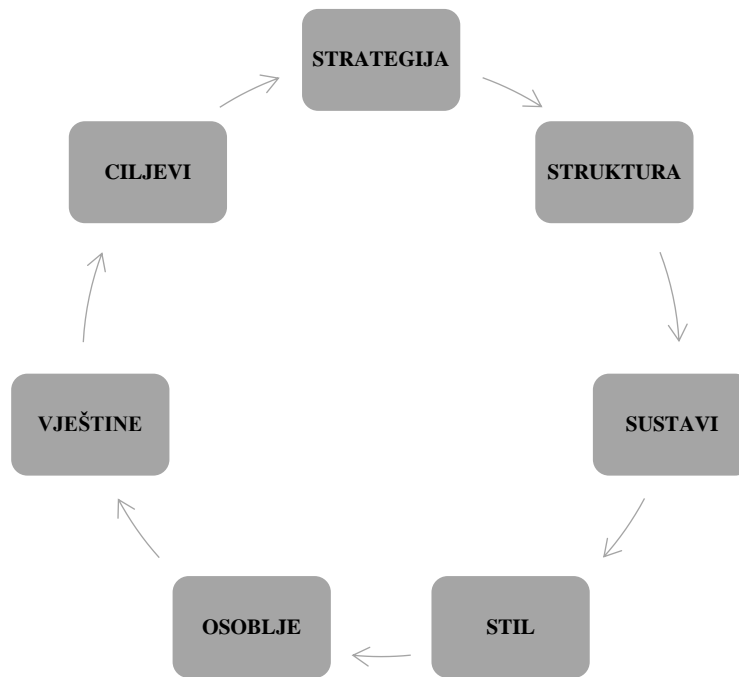 STRATEGIJA
STRUKTURA
SUSTAVI
STIL
OSOBLJE
VJEŠTINE
CILJEVI